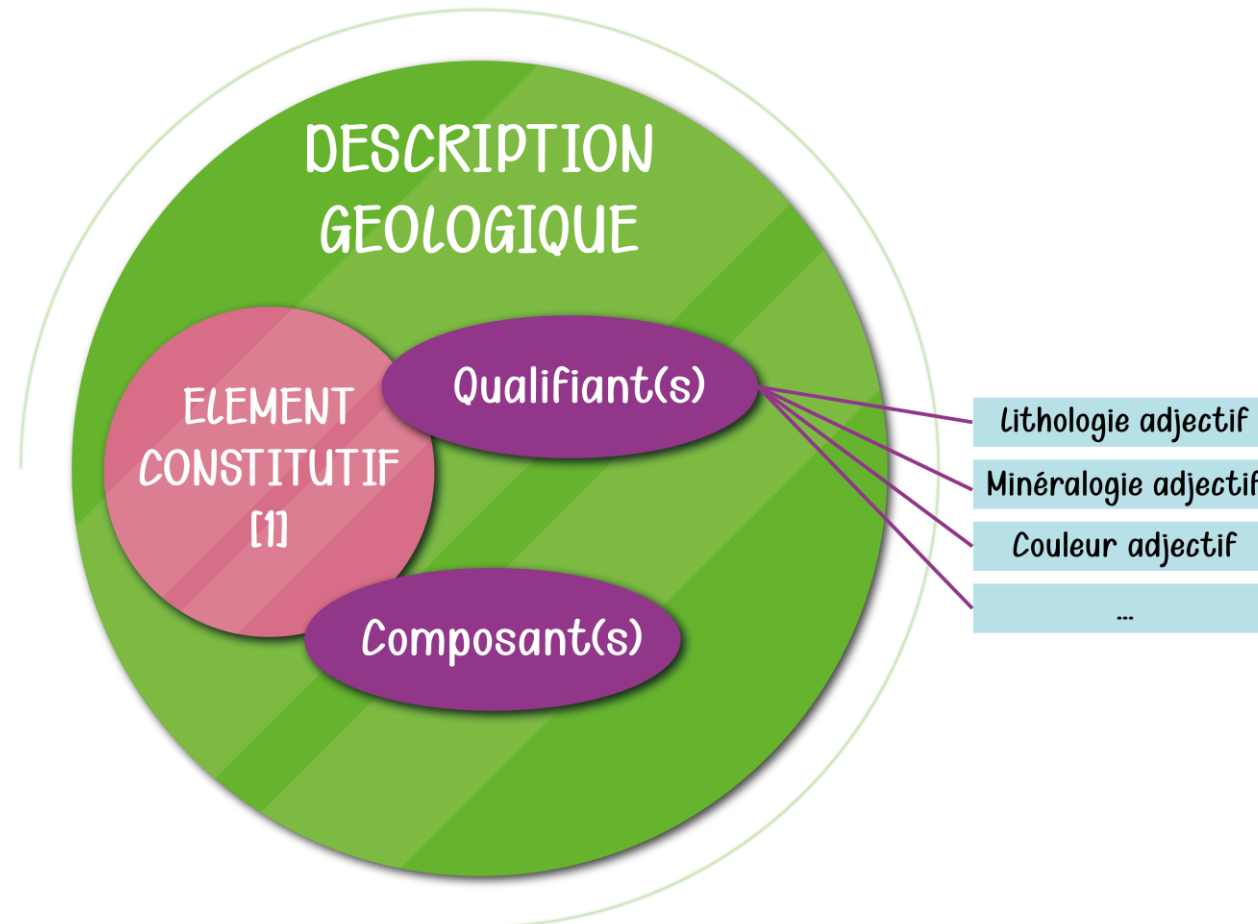 DESCRIPTION
GEOLOGIQUE
ELEMENT
CONSTITUTIF
[1]
Qualifiant(s)
Composant(s)
Lithologie adjectif
Minéralogie adjectif
Couleur adjectif
...